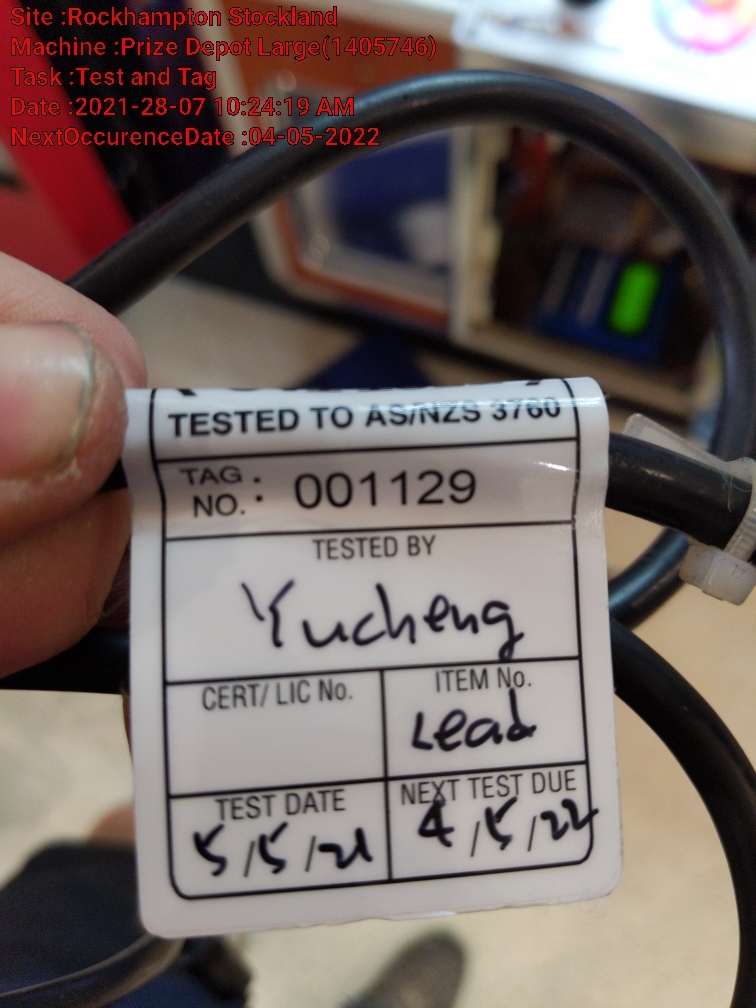 Site :Rockhampton Stockland
Machine :Prize Depot Large(1405746)
Task :Test and Tag
Date :2021-28-07 10:24:19 AM
NextOccurenceDate :04-05-2022
TESTED TO AS/NZS 3760
TAG NO. : 001129
TESTED BY
Yucheng
CERT/ LIC No.
ITEM No.
Lead
TEST DATE
5/5/21
NEXT TEST DUE
4/5/22